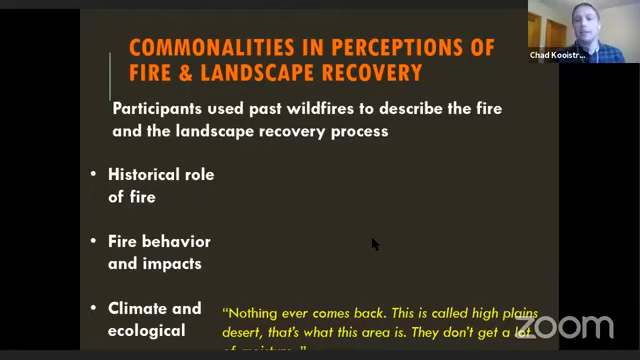 COMMONALITIES IN PERCEPTIONS OF
FIRE & LANDSCAPE RECOVERY
Chad Kooistr...
Participants used past wildfires to describe the fire
and the landscape recovery process
• Historical role
of fire
• Fire behavior
and impacts
• Climate and
ecological
“Nothing ever comes back. This is called high plains
desert, that’s what this area is. They don’t get a lot
of moisture.”
zoom